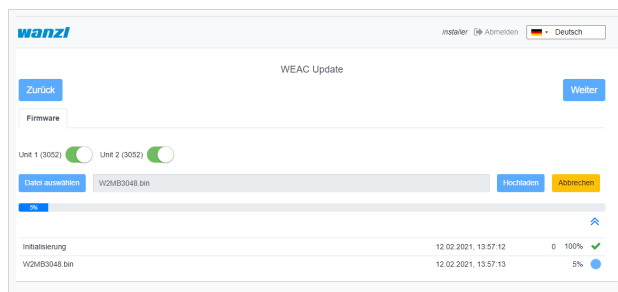 wanzl
installer Abmelden Deutsch
WEAC Update
Zurück Weiter
Firmware
Unit 1 (3052) Unit 2 (3052)
Datei auswählen W2MB3048.bin Hochladen Abbrechen
5%
Initialisierung 12.02.2021, 13:57:12 0 100%
W2MB3048.bin 12.02.2021, 13:57:13 5%